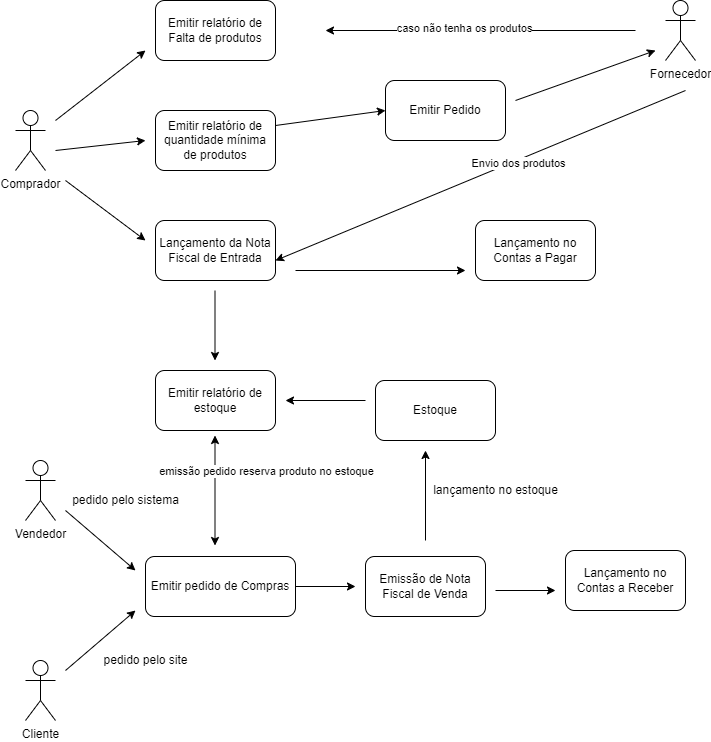 Emitir relatório de
Falta de produtos
caso não tenha os produtos
Fornecedor
Emitir relatório de
quantidade mínima
de produtos
Emitir Pedido
Comprador
Envio dos produtos
Lançamento da Nota
Fiscal de Entrada
Lançamento no
Contas a Pagar
Emitir relatório de
estoque
Estoque
emissão pedido reserva produto no estoque
lançamento no estoque
pedido pelo sistema
Vendedor
Emitir pedido de Compras
Emissão de Nota
Fiscal de Venda
Lançamento no
Contas a Receber
pedido pelo site
Cliente